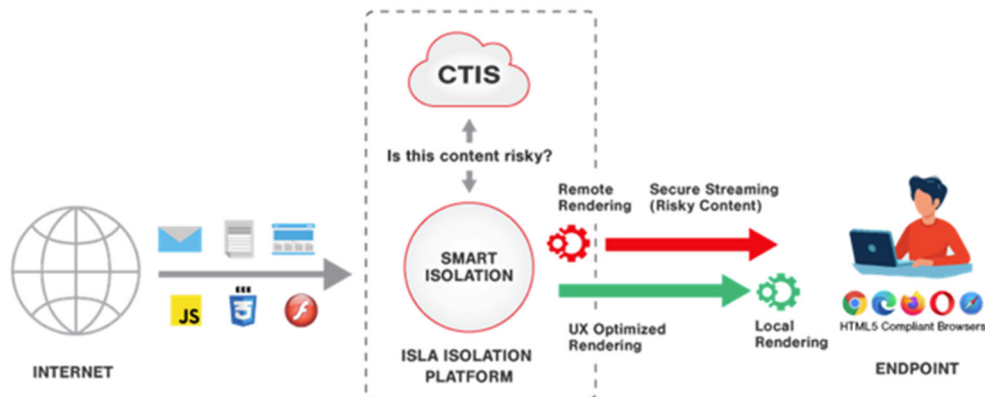 CTIS
Is this content risky?
Remote
Rendering
Secure Streaming
(Risky Content)
SMART
ISOLATION
JS
3
UX Optimized
Rendering
Local
Rendering
HTML5 Compliant Browsers
ISLA ISOLATION
PLATFORM
INTERNET
ENDPOINT